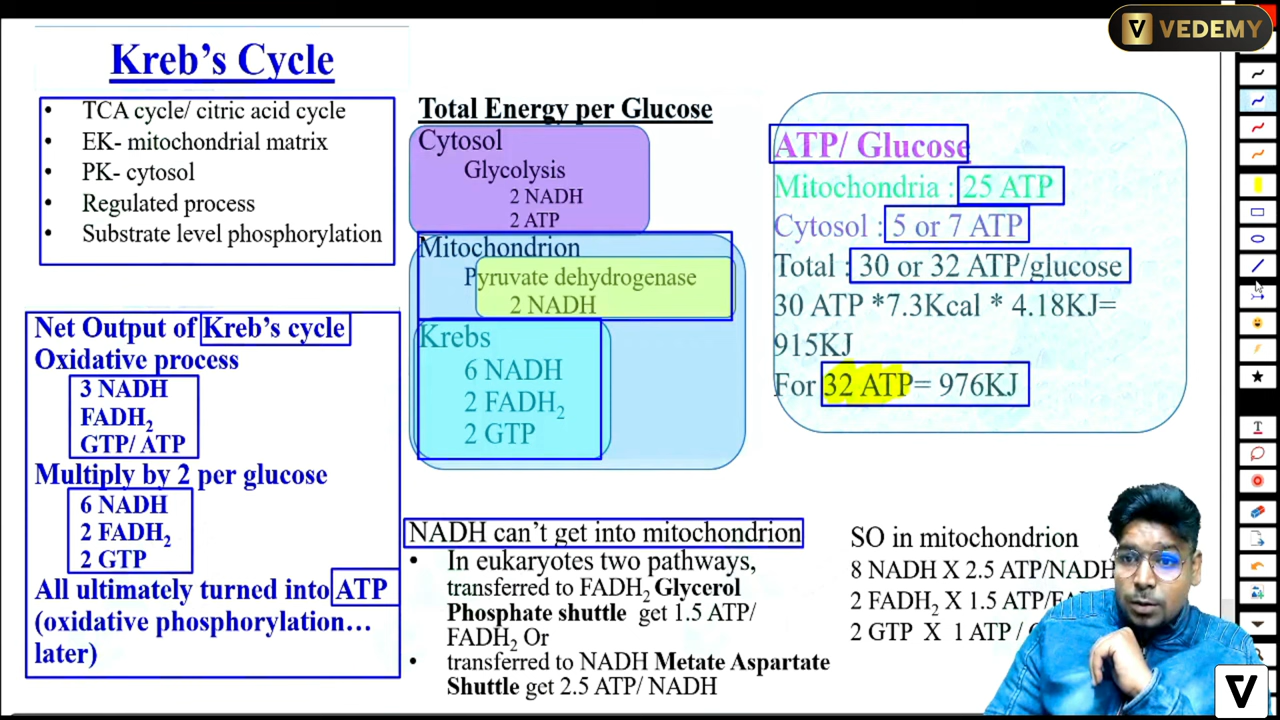 VEDEMY
Kreb's Cycle
• TCA cycle/ citric acid cycle
• EK- mitochondrial matrix
• PK- cytosol
• Regulated process
• Substrate level phosphorylation
Net Output of Kreb's cycle
Oxidative process
3 NADH
FADH₂
GTP/ ATP
Multiply by 2 per glucose
6 NADH
2 FADH₂
2 GTP
All ultimately turned into ATP
(oxidative phosphorylation…
later)
Total Energy per Glucose
Cytosol
Glycolysis
2 NADH
2 ATP
Mitochondrion
Pyruvate dehydrogenase
2 NADH
Krebs
6 NADH
2 FADH₂
2 GTP
ATP/ Glucose
Mitochondria : 25 ATP
Cytosol : 5 or 7 ATP
Total : 30 or 32 ATP/glucose
30 ATP *7.3Kcal * 4.18KJ=
915KJ
For 32 ATP= 976KJ
NADH can't get into mitochondrion
• In eukaryotes two pathways,
transferred to FADH₂ Glycerol
Phosphate shuttle get 1.5 ATP/
FADH₂ Or
• transferred to NADH Metate Aspartate
Shuttle get 2.5 ATP/ NADH
SO in mitochondrion
8 NADH X 2.5 ATP/NADH
2 FADH₂ X 1.5 ATP/
2 GTP X 1 ATP /